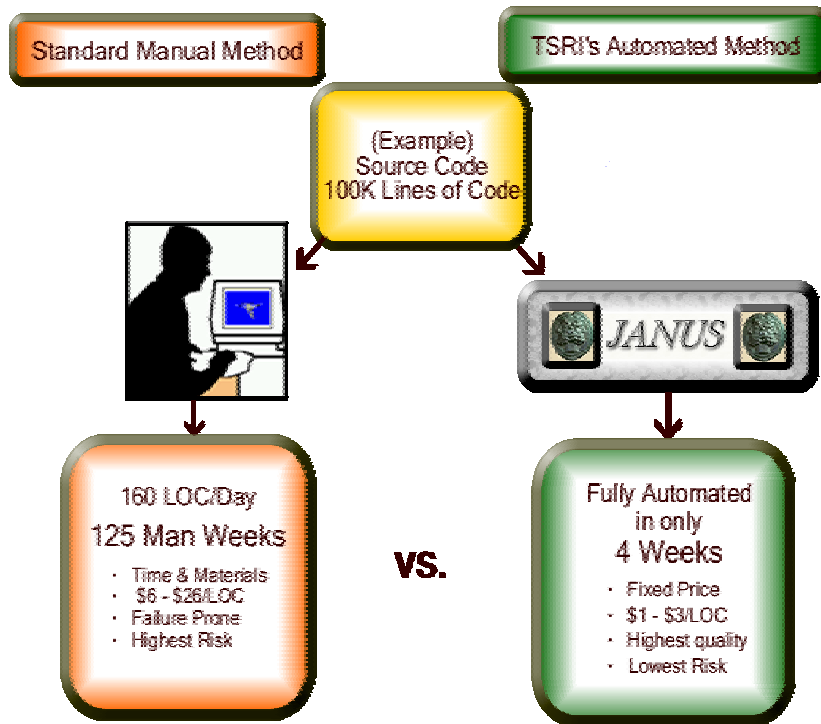 Standard Manual Method
TSRI's Automated Method
(Example)
Source Code
100K Lines of Code
JANUS
160 LOC/Day
125 Man Weeks
· Time & Materials
· $6 - $26/LOC
· Failure Prone
· Highest Risk
vs.
Fully Automated
in only
4 Weeks
· Fixed Price
· $1 - $3/LOC
· Highest quality
· Lowest Risk